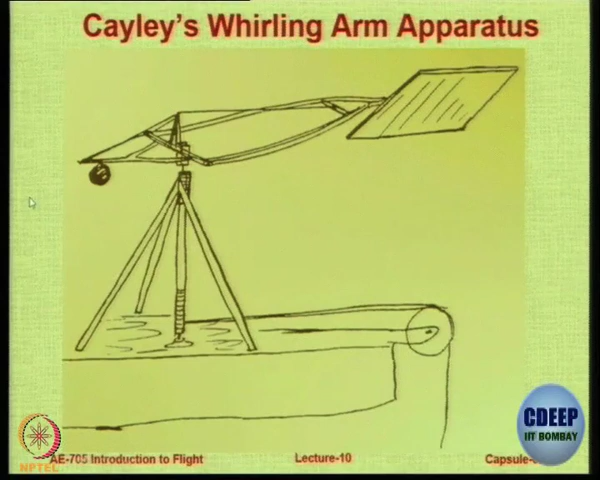 Cayley's Whirling Arm Apparatus
CDEEP
IIT BOMBAY
NPTEL
AE-705 Introduction to Flight
Lecture-10